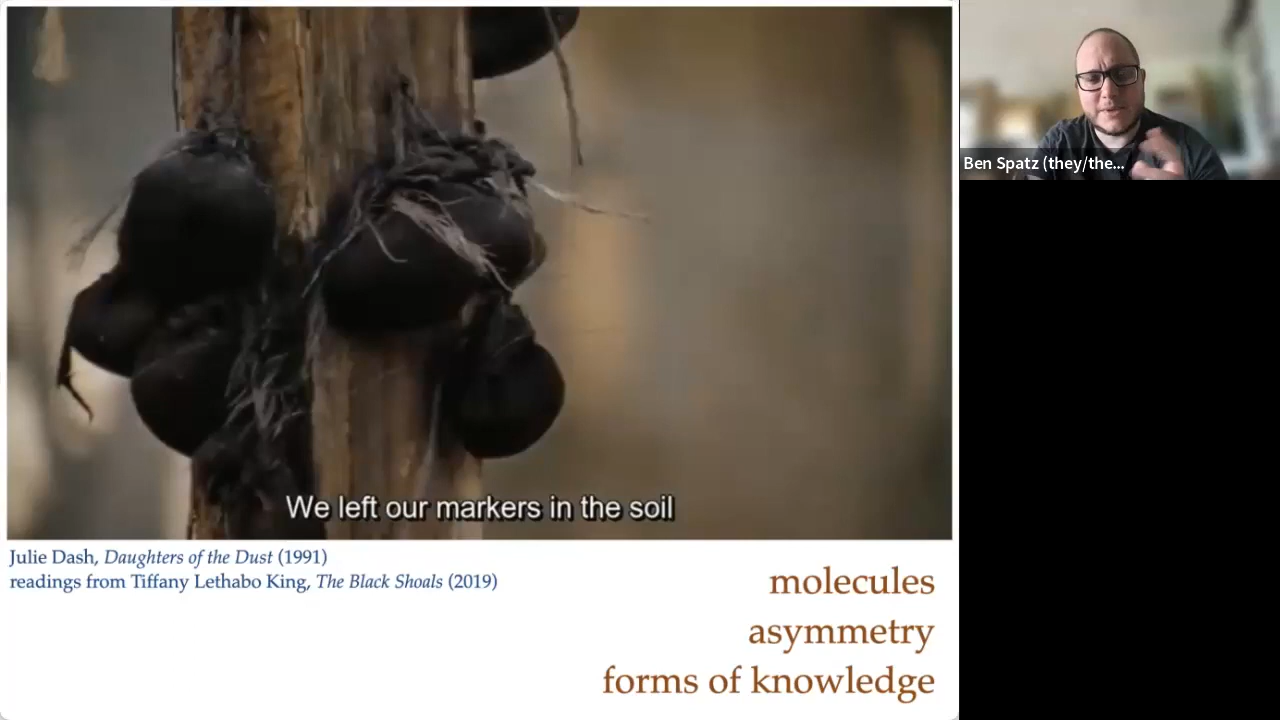 We left our markers in the soil
Julie Dash, Daughters of the Dust (1991)
readings from Tiffany Lethabo King, The Black Shoals (2019)
molecules
asymmetry
forms of knowledge
Ben Spatz (they/the...